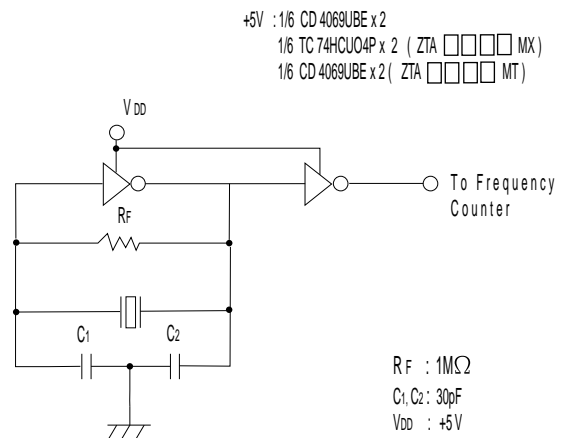 +5V : 1/6 CD 4069UBE x 2
1/6 TC 74HCUO4P x 2 ( ZTA □□□□ MX )
1/6 CD 4069UBE x 2 ( ZTA □□□□ MT )
V DD
RF
To Frequency
Counter
C1
C2
RF : 1MΩ
C1, C2 : 30pF
VDD : +5V